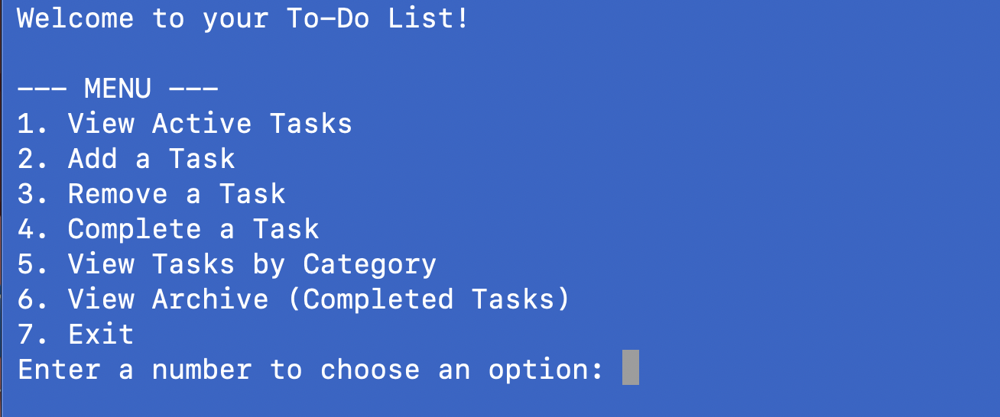 Welcome to your To-Do List!
--- MENU ---
1. View Active Tasks
2. Add a Task
3. Remove a Task
4. Complete a Task
5. View Tasks by Category
6. View Archive (Completed Tasks)
7. Exit
Enter a number to choose an option: